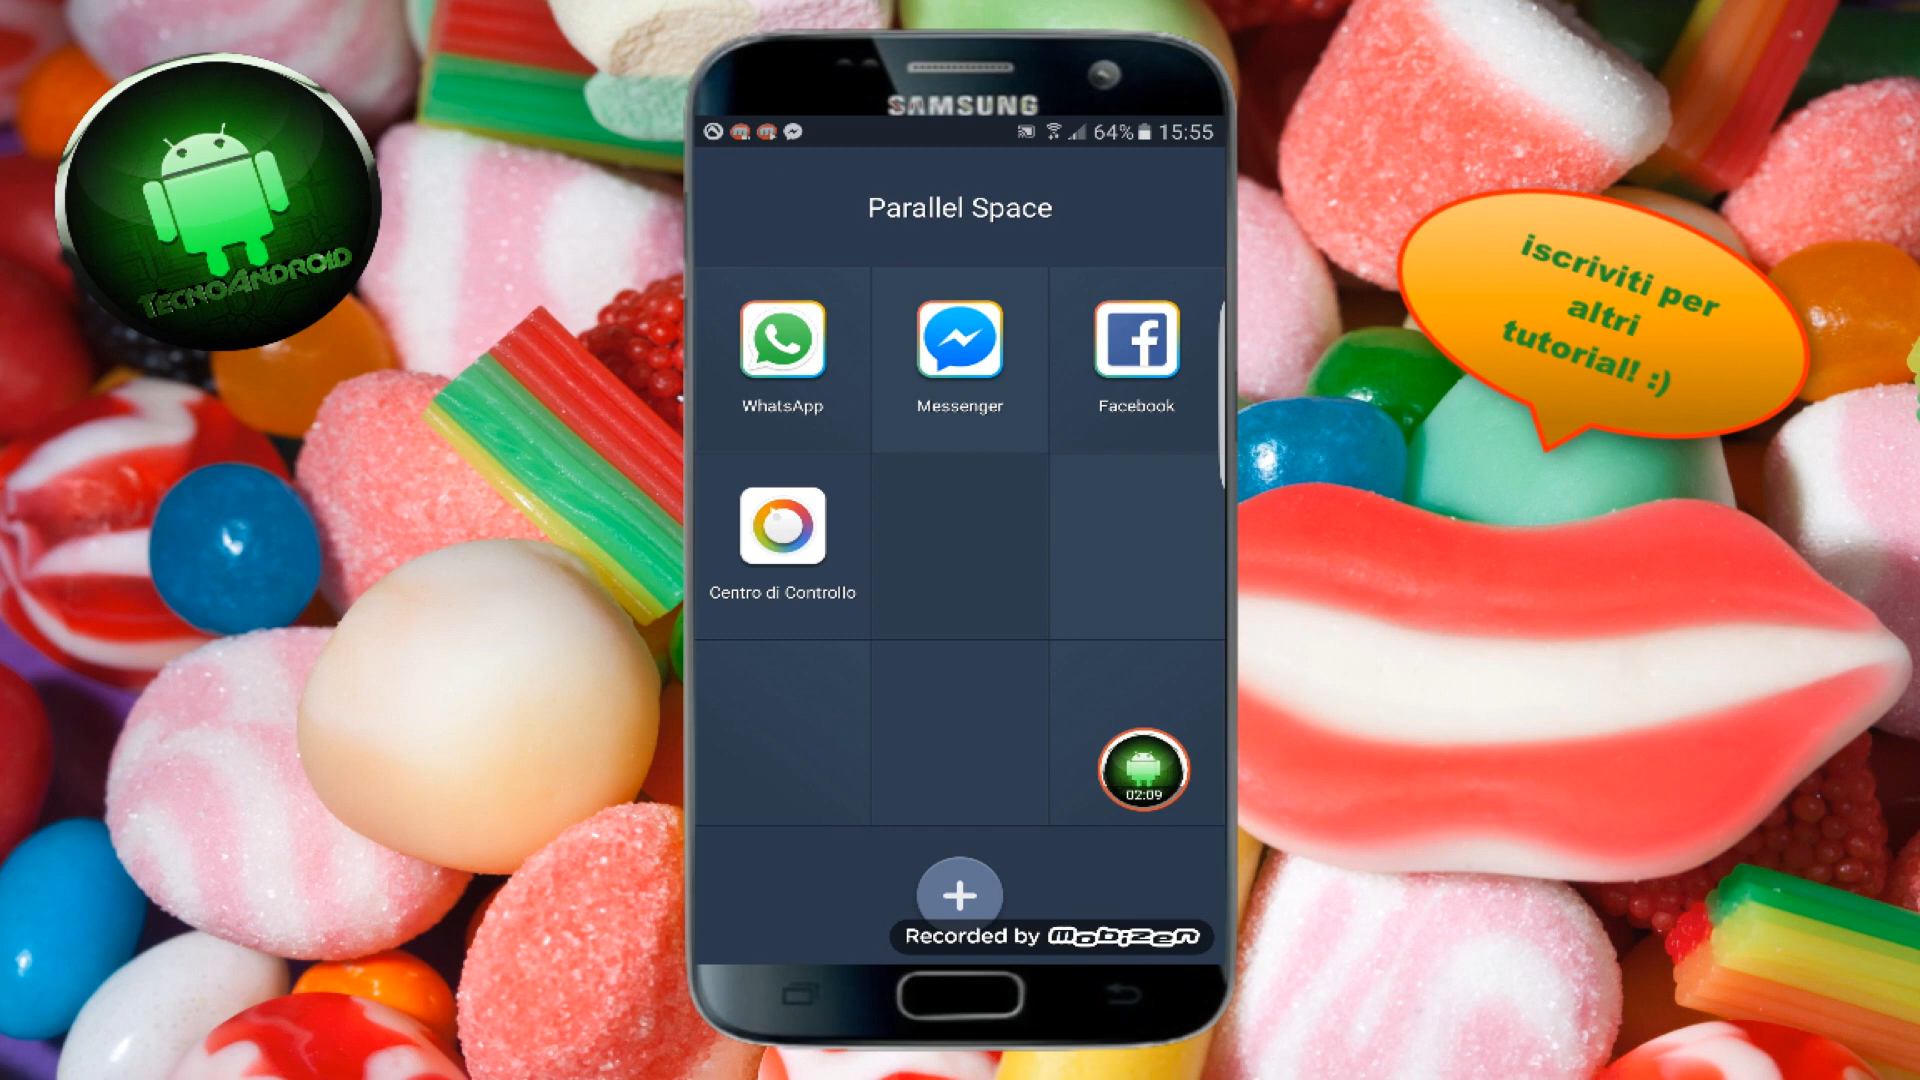 TECNOANDROID
SAMSUNG
64% 15:55
Parallel Space
WhatsApp
Messenger
Facebook
Centro di Controllo
02:09
+
Recorded by mobizen
iscriviti per
altri
tutorial! :)